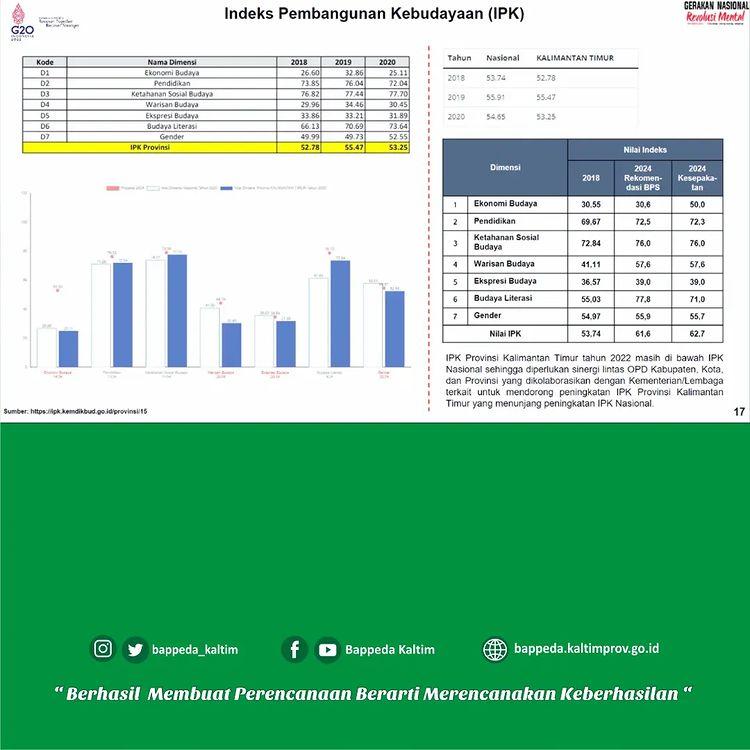 Indeks Pembangunan Kebudayaan (IPK)
G20
GERAKAN NASIONAL
Revolusi Mental
Kode Nama Dimensi 2018 2019 2020
D1 Ekonomi Budaya 26.60 32.86 25.11
D2 Pendidikan 73.85 76.04 72.04
D3 Ketahanan Sosial Budaya 76.82 77.44 77.70
D4 Warisan Budaya 29.96 34.46 30.45
D5 Ekspresi Budaya 33.86 33.21 31.89
D6 Budaya Literasi 66.13 70.69 73.64
D7 Gender 49.99 49.73 52.55
IPK Provinsi 52.78 55.47 53.25
Tahun Nasional KALIMANTAN TIMUR
2018 53.74 52.78
2019 55.91 55.47
2020 54.65 53.25
Dimensi Nilai Indeks
2018 2024 Rekomen- 2024 Kesepaka-
dasi BPS tan
1 Ekonomi Budaya 30,55 30,6 50,0
2 Pendidikan 69,67 72,5 72,3
3 Ketahanan Sosial
Budaya 72,84 76,0 76,0
4 Warisan Budaya 41,11 57,6 57,6
5 Ekspresi Budaya 36,57 39,0 39,0
6 Budaya Literasi 55,03 77,8 71,0
7 Gender 54,97 55,9 55.7
Nilai IPK 53,74 61,6 62.7
IPK Provinsi Kalimantan Timur tahun 2022 masih di bawah IPK
Nasional sehingga diperlukan sinergi lintas OPD Kabupaten, Kota,
dan Provinsi yang dikolaborasikan dengan Kementerian/Lembaga
terkait untuk mendorong peningkatan IPK Provinsi Kalimantan
Timur yang menunjang peningkatan IPK Nasional.
Sumber: https://ipk.kemdikbud.go.id/provinsi/15
17
bappeda_kaltim
Bappeda Kaltim
bappeda.kaltimprov.go.id
“ Berhasil Membuat Perencanaan Berarti Merencanakan Keberhasilan “